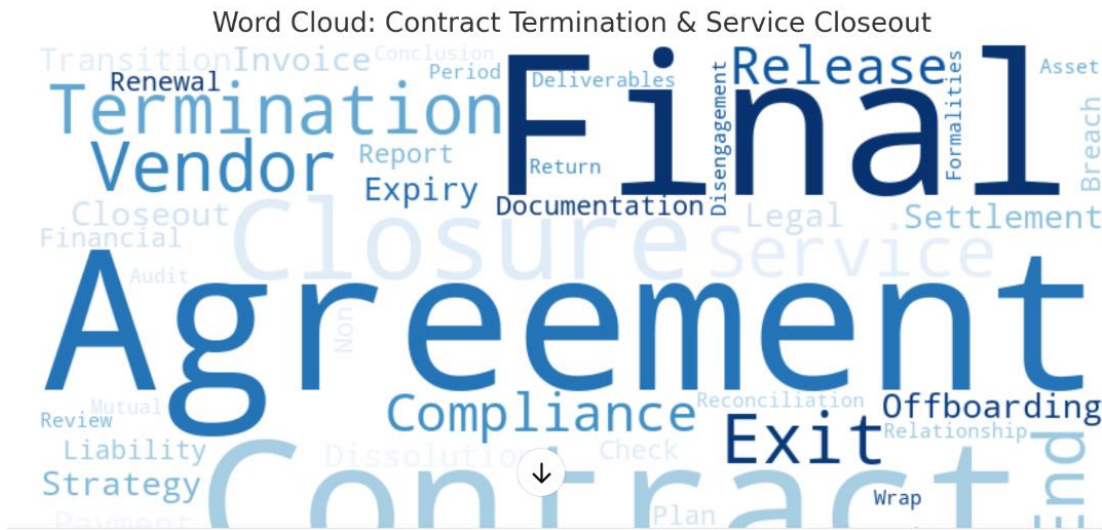 Word Cloud: Contract Termination & Service Closeout
Transition Invoice Conclusion
Renewal Period Deliverables Release Asset
Termination Final
Disengagement
Formalities
Breach
Vendor Report Return
Expiry
Documentation
Closeout Legal Settlement
Financial Closure Service
Audit
Agreement
Non
Mutual
Review Compliance Reconciliation Offboarding
Exit Relationship
Liability Dissolution Check
Strategy Contract End
Wrap
Payment Plan